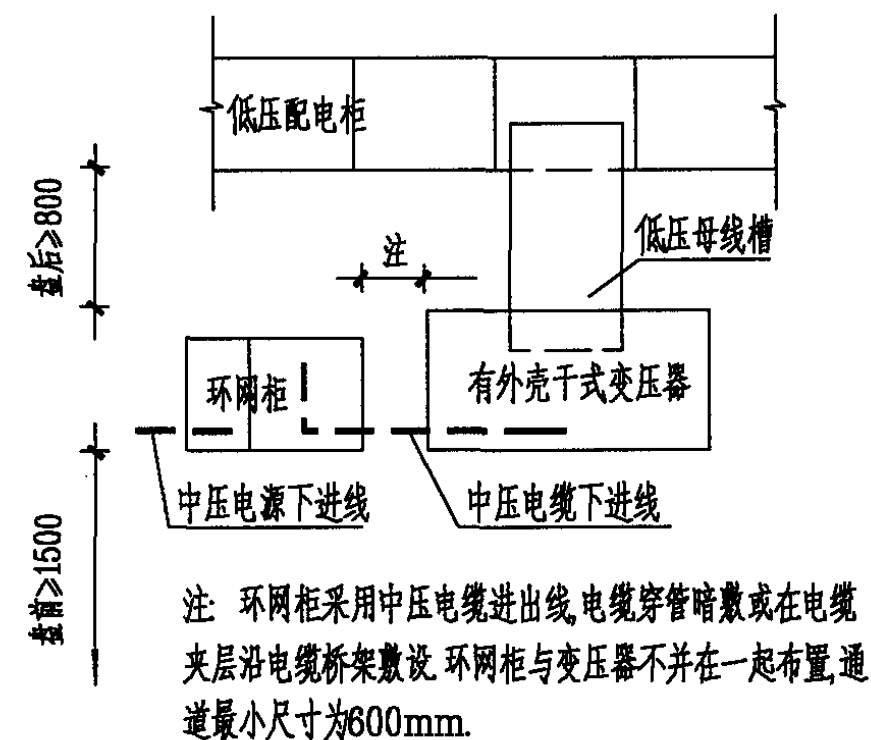 低压配电柜
盘后≥800
注
低压母线槽
环网柜
有外壳干式变压器
中压电源下进线
中压电缆下进线
盘前≥1500
注: 环网柜采用中压电缆进出线,电缆穿管暗敷或在电缆
夹层沿电缆桥架敷设.环网柜与变压器不并在一起布置,通
道最小尺寸为600mm.